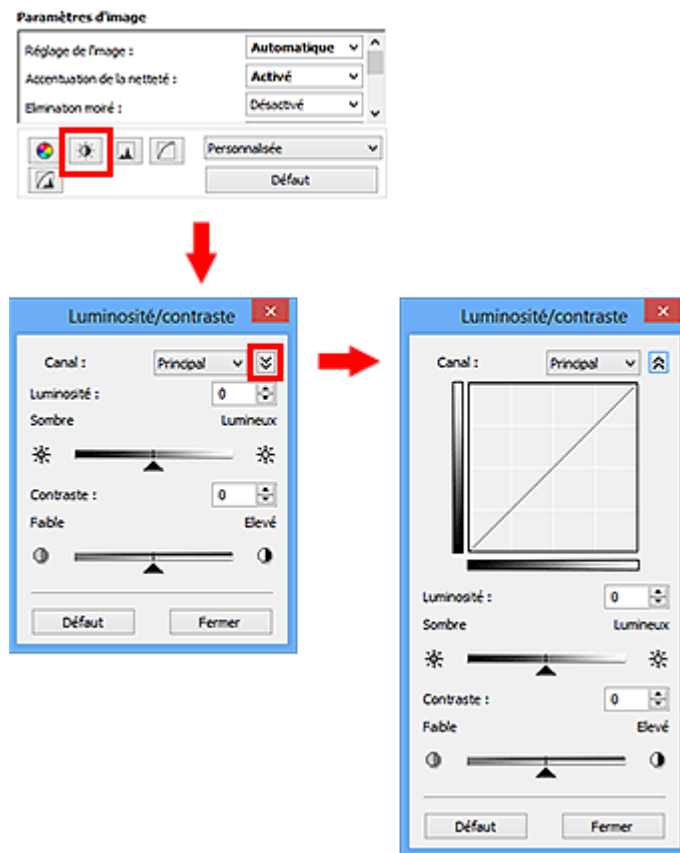 Paramètres d'image
Réglage de l'image : Automatique
Accentuation de la netteté : Activé
Elimination moiré : Désactivé
Personnalisée
Défaut
Luminosité/contraste
Canal : Principal
Luminosité : 0
Sombre Lumineux
Contraste : 0
Faible Elevé
Défaut Fermer
Luminosité/contraste
Canal : Principal
Luminosité : 0
Sombre Lumineux
Contraste : 0
Faible Elevé
Défaut Fermer